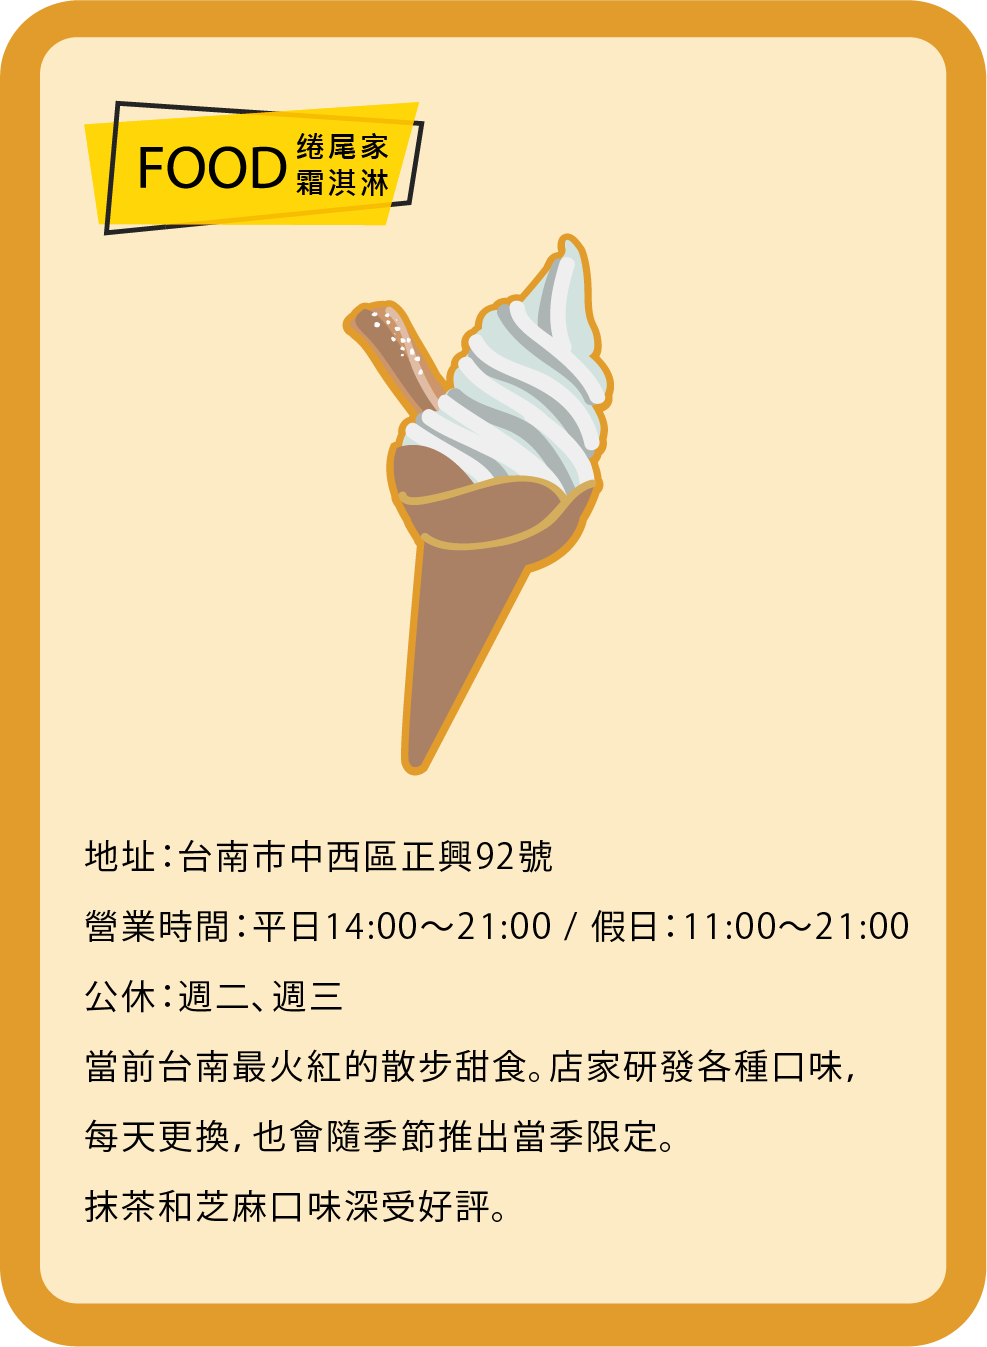 FOOD 绻尾家
霜淇淋
地址：台南市中西區正興92號
營業時間：平日14:00～21:00 / 假日：11:00～21:00
公休：週二、週三
當前台南最火紅的散步甜食。店家研發各種口味，
每天更換，也會隨季節推出當季限定。
抹茶和芝麻口味深受好評。